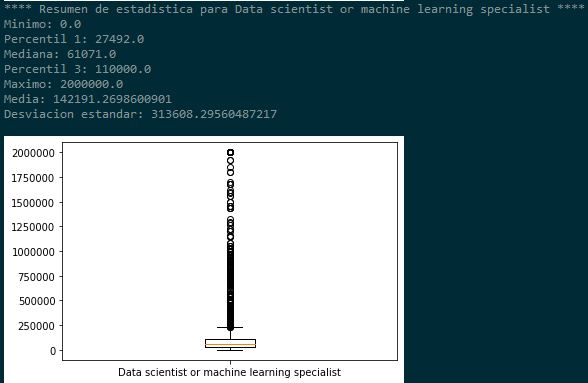 **** Resumen de estadistica para Data scientist or machine learning specialist ****
Minimo: 0.0
Percentil 1: 27492.0
Mediana: 61071.0
Percentil 3: 110000.0
Maximo: 2000000.0
Media: 142191.2698600901
Desviacion estandar: 313608.29560487217
2000000
1750000
1500000
1250000
1000000
750000
500000
250000
0
Data scientist or machine learning specialist